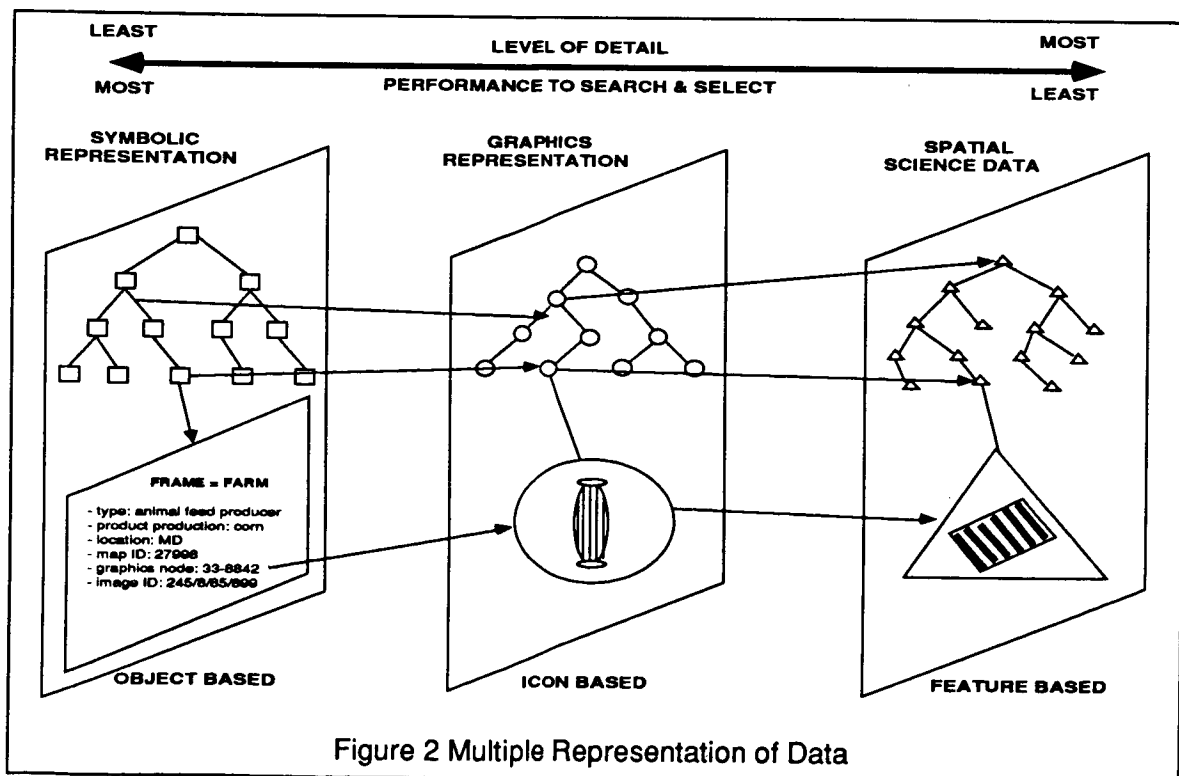 LEAST
LEVEL OF DETAIL
MOST
MOST
PERFORMANCE TO SEARCH & SELECT
LEAST
SYMBOLIC
REPRESENTATION
GRAPHICS
REPRESENTATION
SPATIAL
SCIENCE DATA
FRAME = FARM
- type: animal feed producer
- product production: corn
- location: MD
- map ID: 27998
- graphics node: 33-8842
- image ID: 245/8/85/899
OBJECT BASED
ICON BASED
FEATURE BASED
Figure 2 Multiple Representation of Data